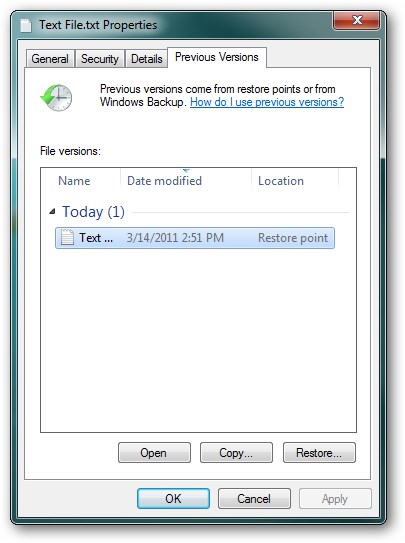 Text File.txt Properties
General Security Details Previous Versions
Previous versions come from restore points or from
Windows Backup. How do I use previous versions?
File versions:
Name Date modified Location
Today (1)
Text ... 3/14/2011 2:51 PM Restore point
Open Copy... Restore...
OK Cancel Apply